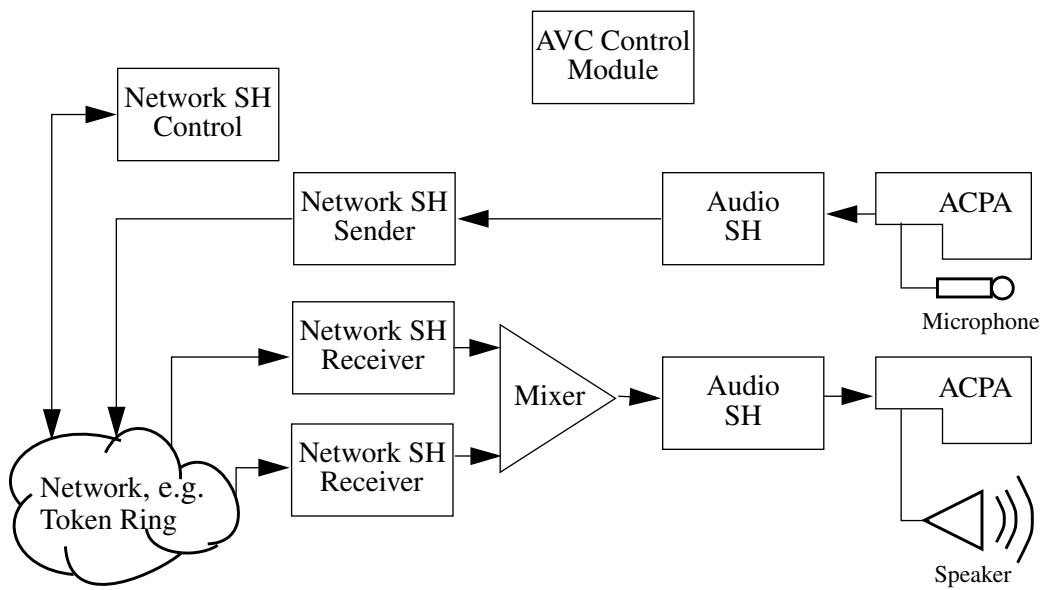 AVC Control
Module
Network SH
Control
Network SH
Sender
Audio
SH
ACPA
Microphone
Network SH
Receiver
Mixer
Audio
SH
ACPA
Network SH
Receiver
Network, e.g.
Token Ring
Speaker